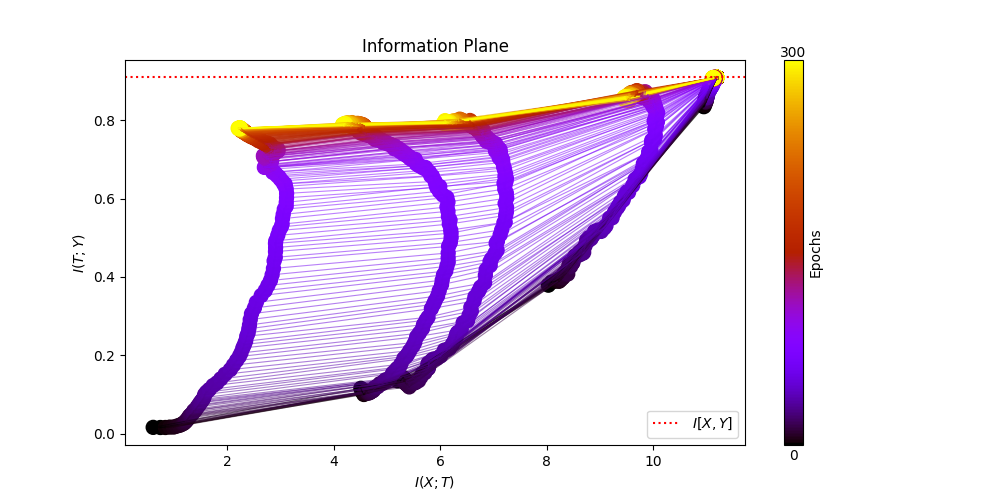 Information Plane
300
0.8
0.6
0.4
0.2
0.0
I(T; Y)
Epochs
I[X, Y]
0
2
4
6
8
10
I(X; T)